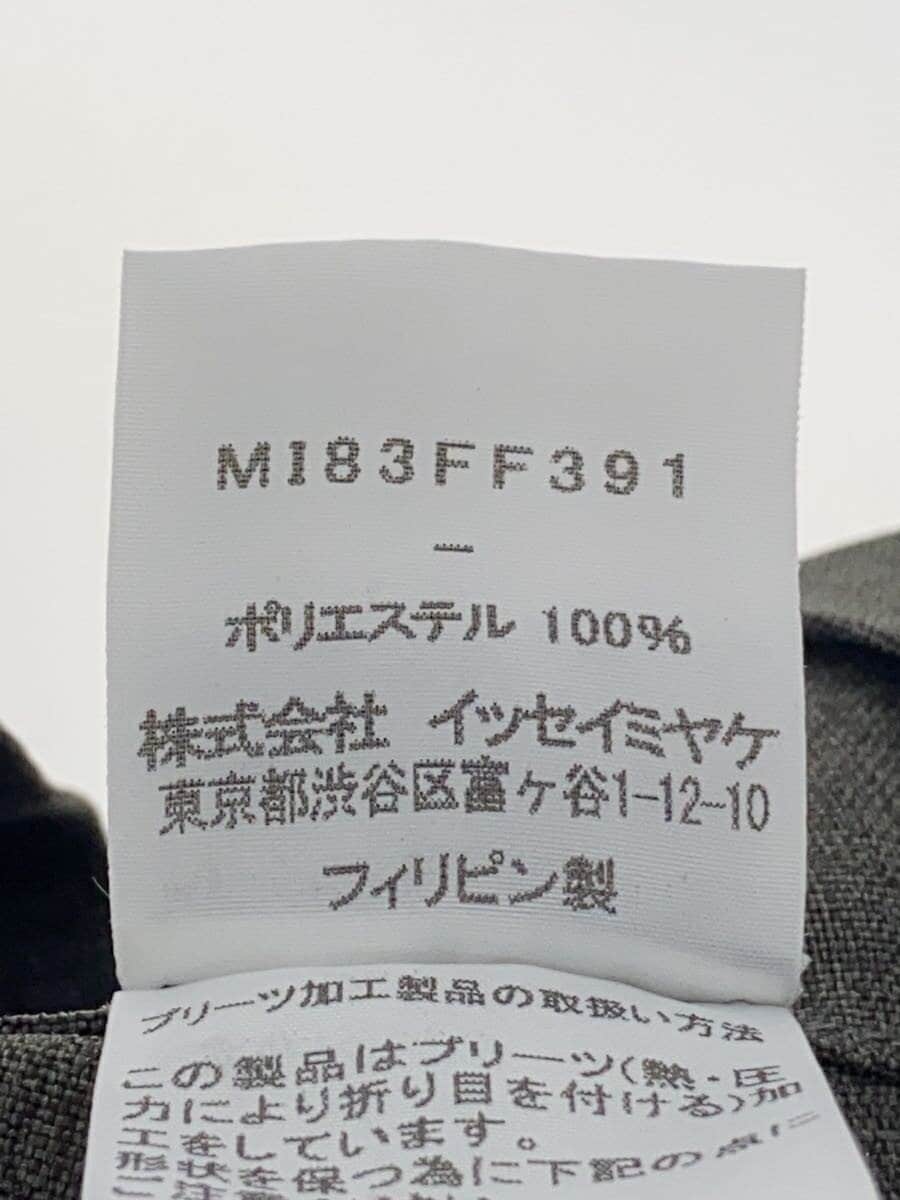 MI83FF391
－
ポリエステル 100%
株式会社 イッセイミヤケ
東京都渋谷区富ヶ谷1-12-10
フィリピン製
プリーツ加工製品の取扱い方法
この製品はプリーツ(熱・圧
力により折り目を付ける)加
工をしています。
形状を保つ為に下記の点に